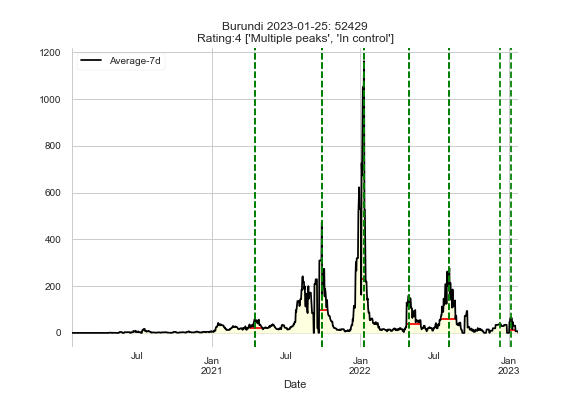 Burundi 2023-01-25: 52429
Rating:4 ['Multiple peaks', 'In control']
1200
Average-7d
1000
800
600
400
200
0
Jul
Jan
2021
Jul
Jan
2022
Jul
Jan
2023
Date